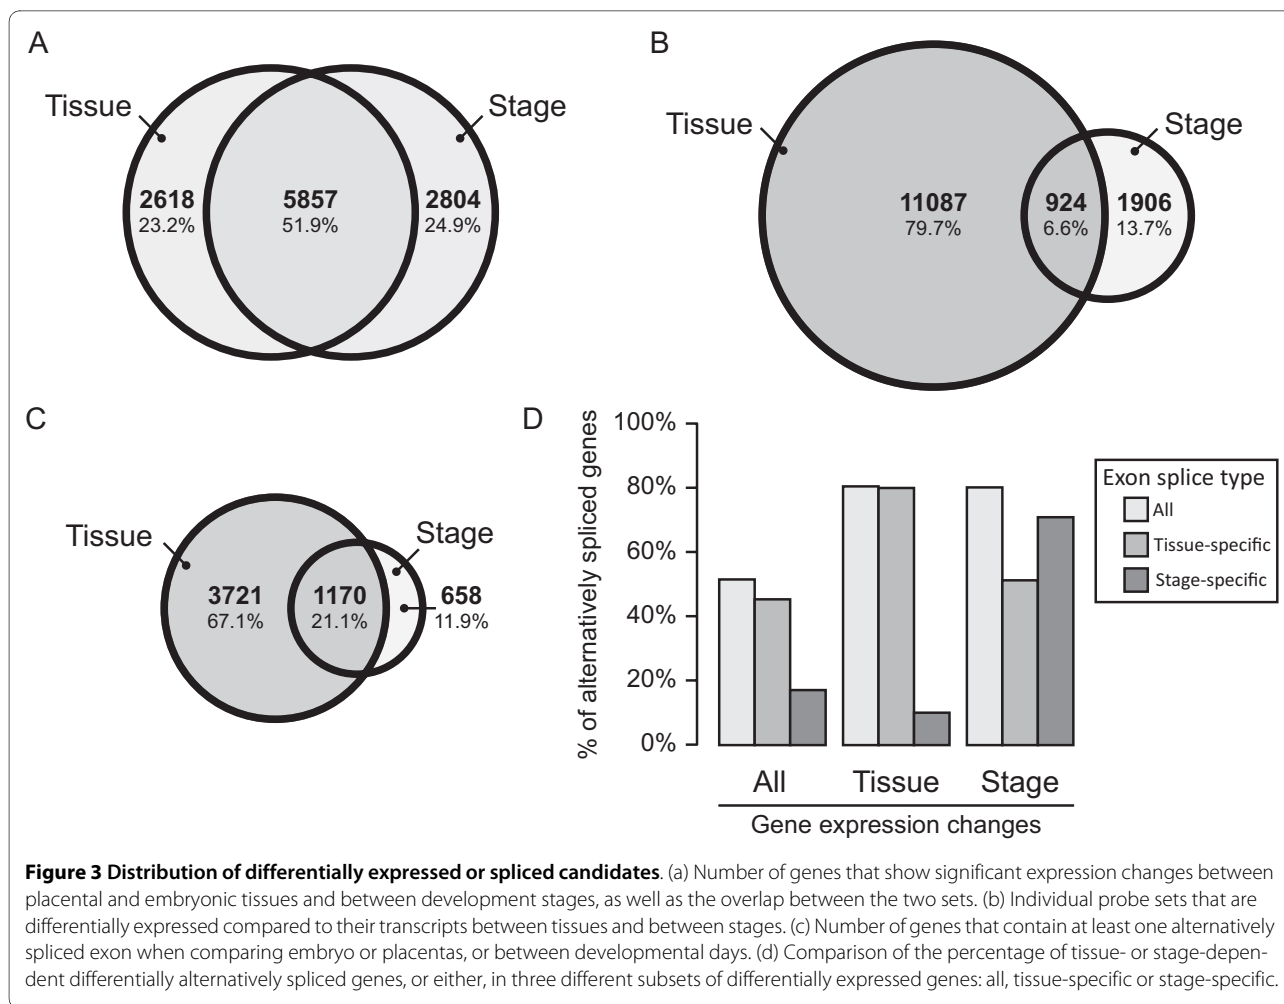 A
Tissue
Stage
2618
23.2%
5857
51.9%
2804
24.9%
B
Tissue
Stage
11087
79.7%
924
6.6%
1906
13.7%
C
Tissue
Stage
3721
67.1%
1170
21.1%
658
11.9%
D
% of alternatively spliced genes
100%
80%
60%
40%
20%
0%
All
Tissue
Stage
Gene expression changes
Exon splice type
All
Tissue-specific
Stage-specific
Figure 3 Distribution of differentially expressed or spliced candidates. (a) Number of genes that show significant expression changes between
placental and embryonic tissues and between development stages, as well as the overlap between the two sets. (b) Individual probe sets that are
differentially expressed compared to their transcripts between tissues and between stages. (c) Number of genes that contain at least one alternatively
spliced exon when comparing embryo or placentas, or between developmental days. (d) Comparison of the percentage of tissue- or stage-depen-
dent differentially alternatively spliced genes, or either, in three different subsets of differentially expressed genes: all, tissue-specific or stage-specific.